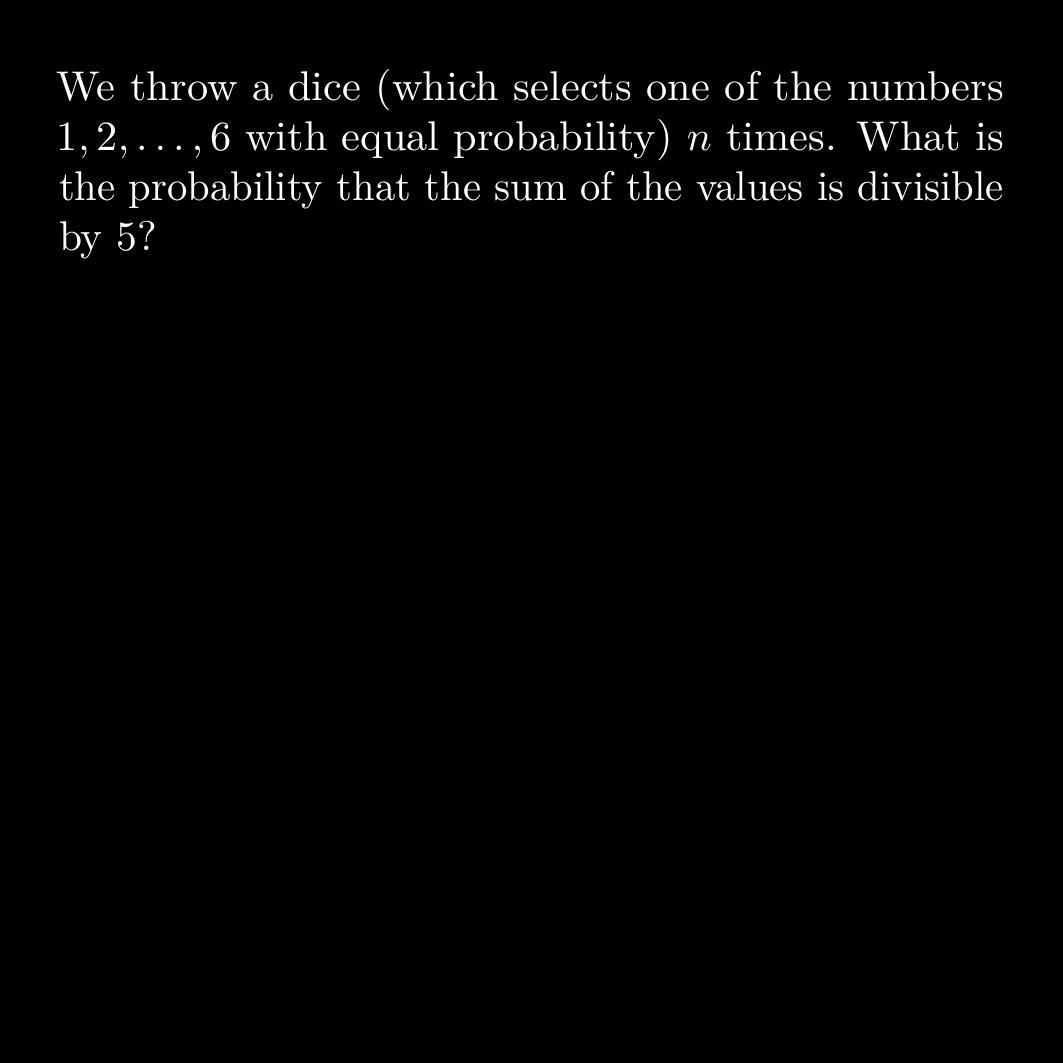 We throw a dice (which selects one of the numbers
1, 2, . . . , 6 with equal probability) n times. What is
the probability that the sum of the values is divisible
by 5?